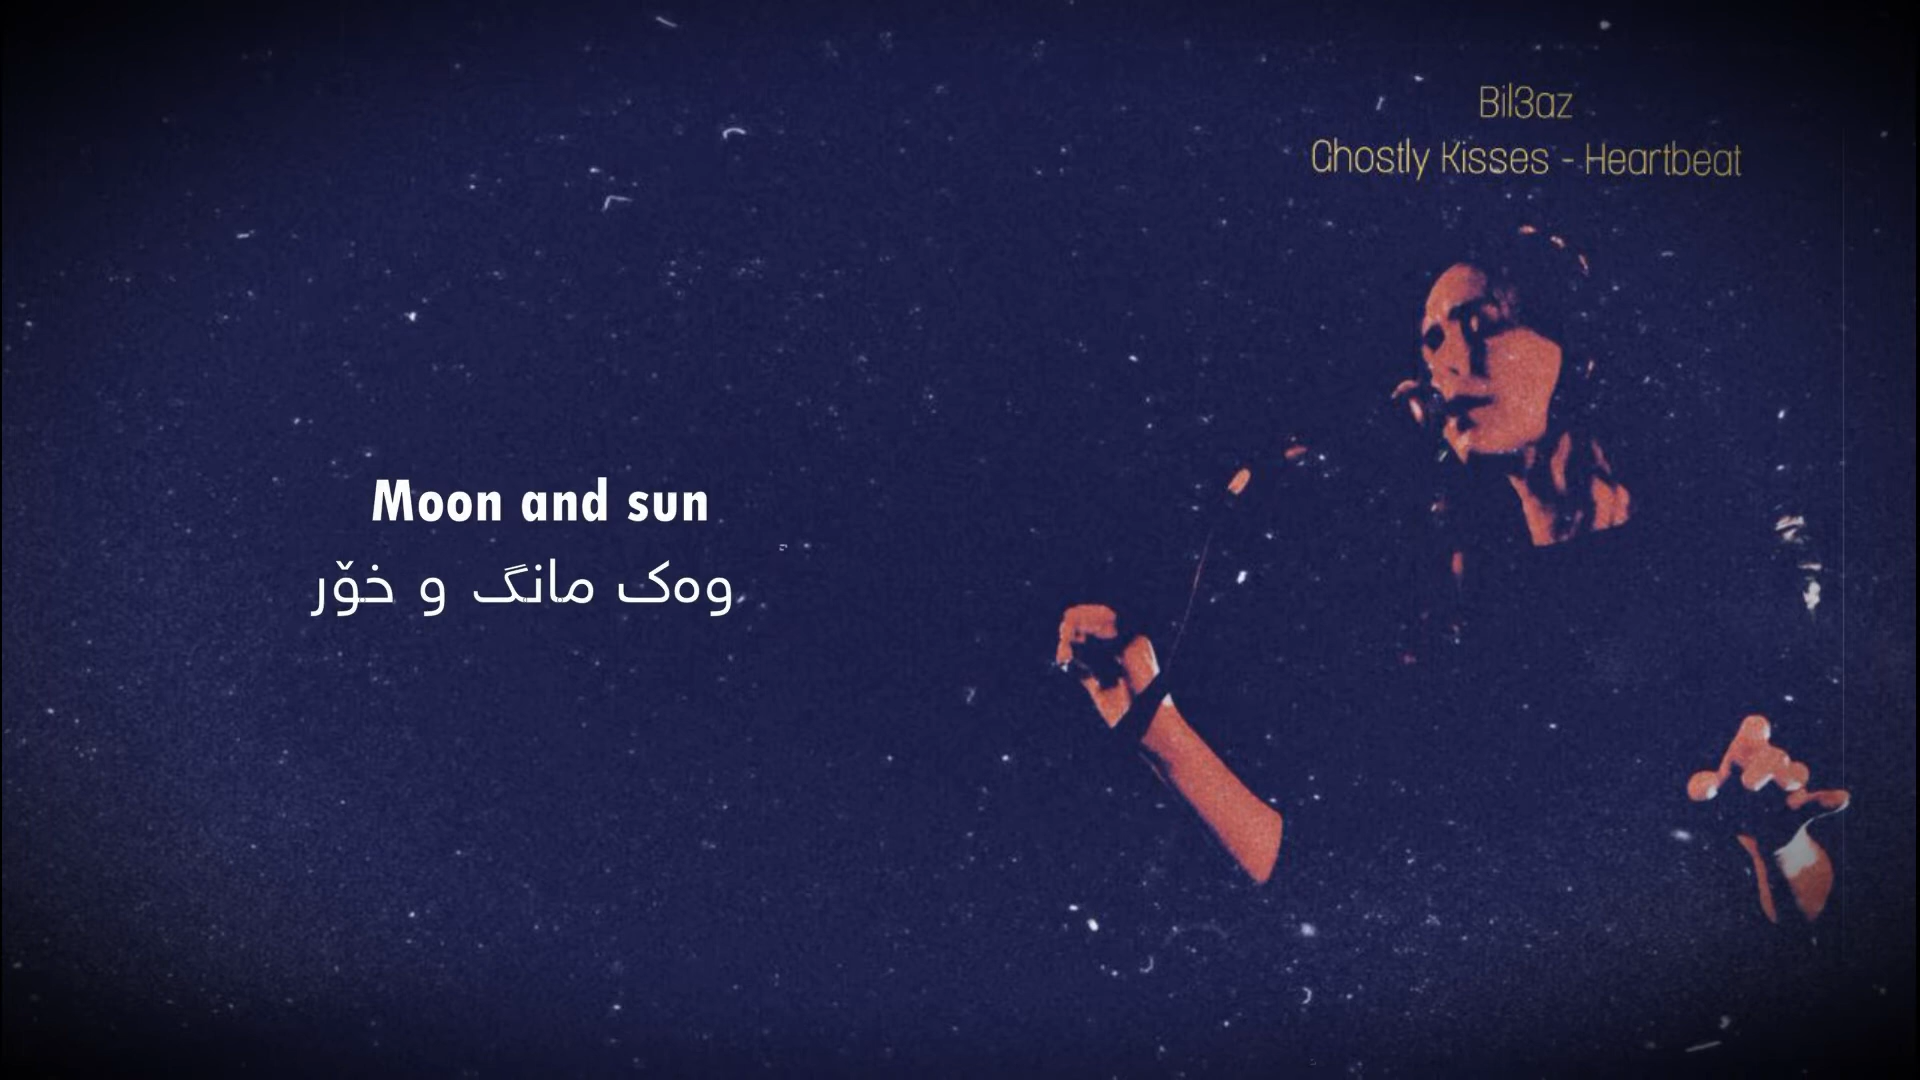 Bil3az
Ghostly Kisses - Heartbeat
Moon and sun
وەک مانگ و خۆر